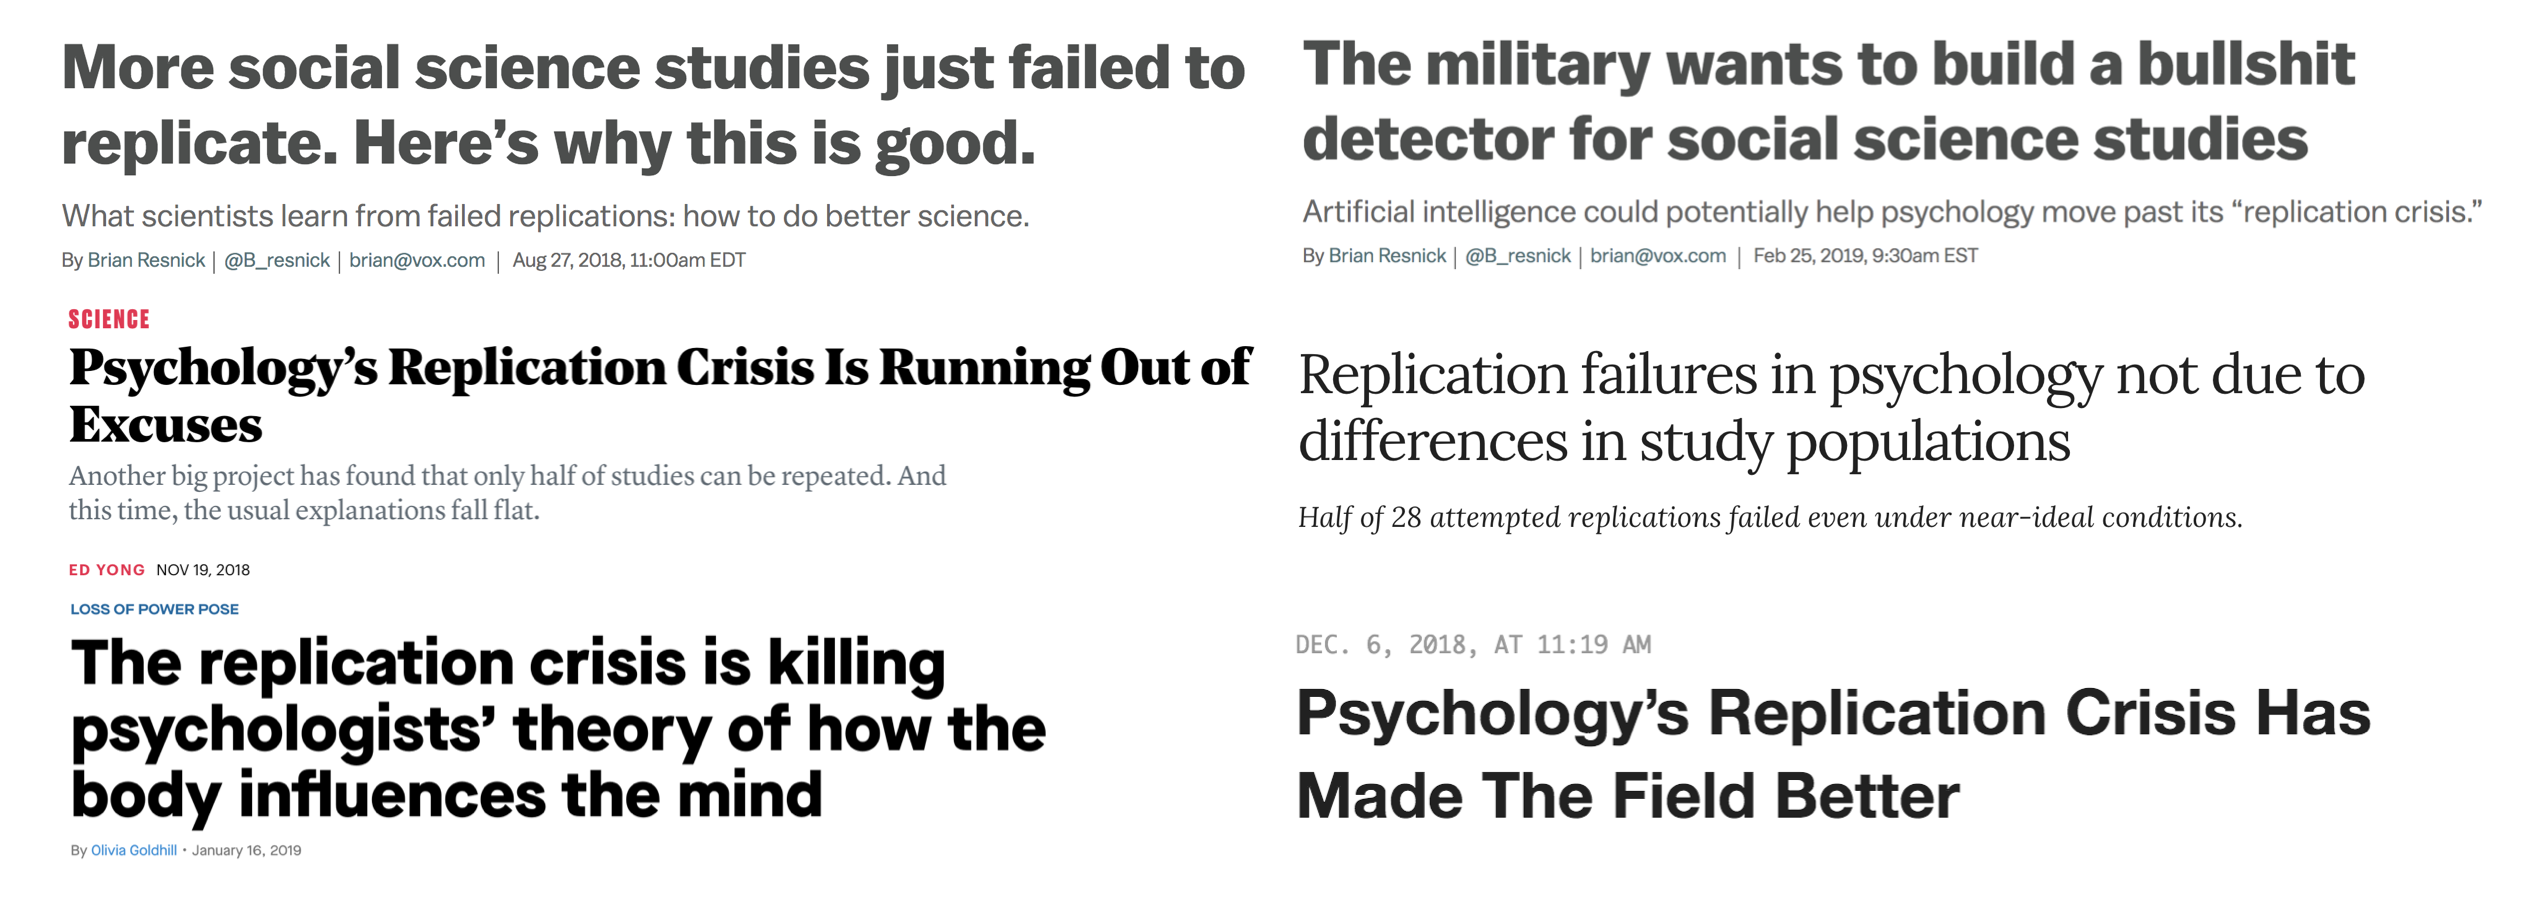 More social science studies just failed to
replicate. Here’s why this is good.
What scientists learn from failed replications: how to do better science.
By Brian Resnick | @B_resnick | brian@vox.com | Aug 27, 2018, 11:00am EDT
The military wants to build a bullshit
detector for social science studies
Artificial intelligence could potentially help psychology move past its “replication crisis.”
By Brian Resnick | @B_resnick | brian@vox.com | Feb 25, 2019, 9:30am EST
SCIENCE
Psychology’s Replication Crisis Is Running Out of
Excuses
Another big project has found that only half of studies can be repeated. And
this time, the usual explanations fall flat.
ED YONG NOV 19, 2018
Replication failures in psychology not due to
differences in study populations
Half of 28 attempted replications failed even under near-ideal conditions.
LOSS OF POWER POSE
The replication crisis is killing
psychologists’ theory of how the
body influences the mind
By Olivia Goldhill • January 16, 2019
DEC. 6, 2018, AT 11:19 AM
Psychology’s Replication Crisis Has
Made The Field Better